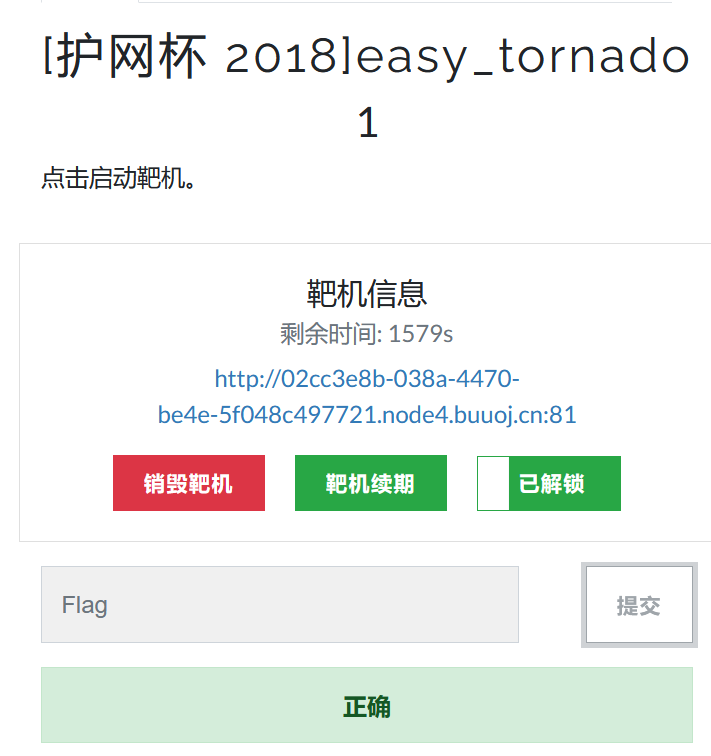 [护网杯 2018]easy_tornado
1
点击启动靶机。
靶机信息
剩余时间: 1579s
http://02cc3e8b-038a-4470-
be4e-5f048c497721.node4.buuoj.cn:81
销毁靶机 靶机续期 已解锁
Flag 提交
正确